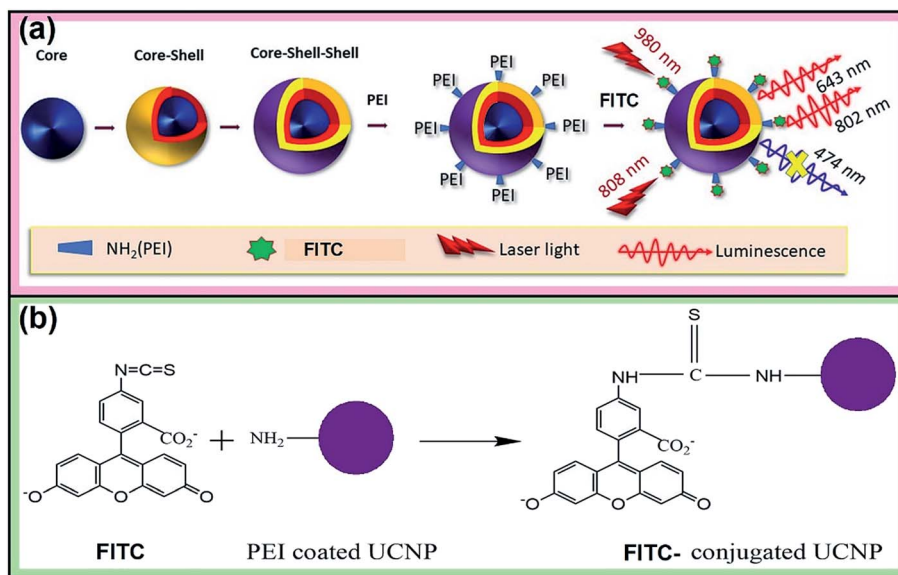 (a)
Core
Core-Shell
Core-Shell-Shell
PEI
PEI
PEI
PEI
PEI
PEI
PEI
PEI
PEI
FITC
980 nm
808 nm
643 nm
802 nm
474 nm
NH₂(PEI)
FITC
Laser light
Luminescence
(b)
N=C=S
CO₂⁻
⁻O
O
O
+
NH₂
S
NH
C
NH
CO₂⁻
⁻O
O
O
FITC
PEI coated UCNP
FITC- conjugated UCNP